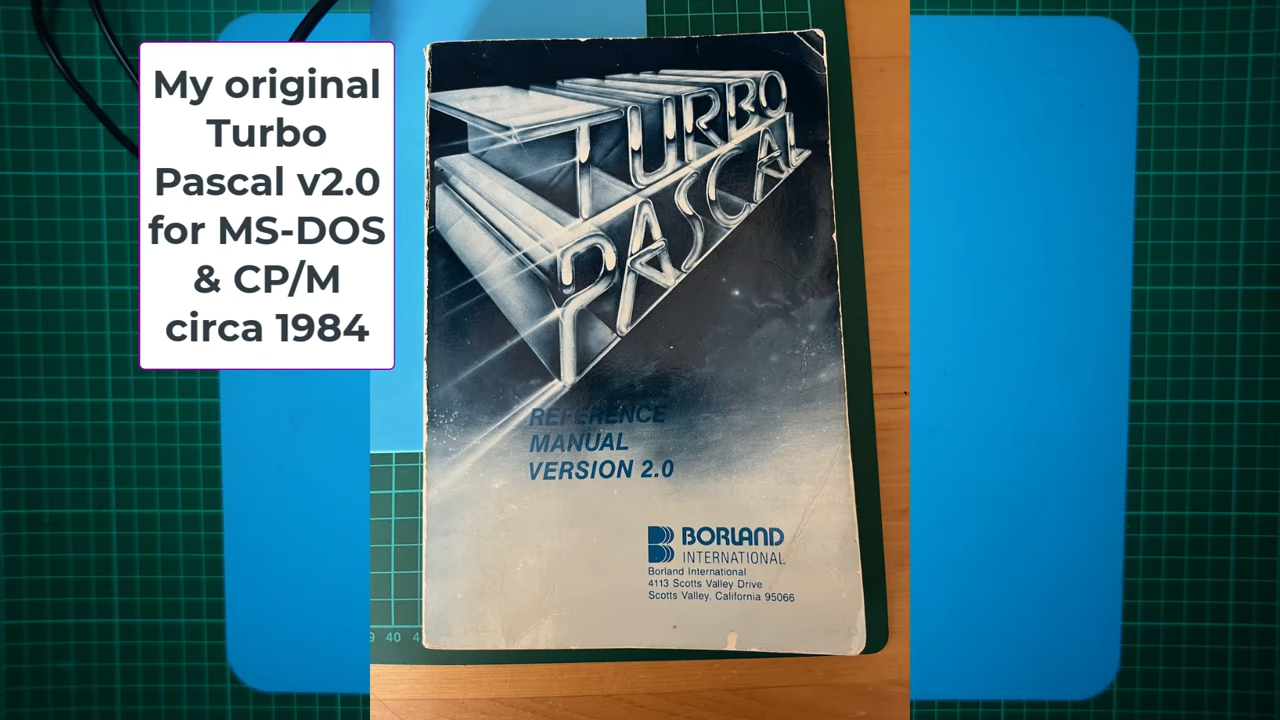 My original
Turbo
Pascal v2.0
for MS-DOS
& CP/M
circa 1984
TURBO
PASCAL
REFERENCE
MANUAL
VERSION 2.0
BORLAND
INTERNATIONAL
Borland International
4113 Scotts Valley Drive
Scotts Valley, California 95066
40